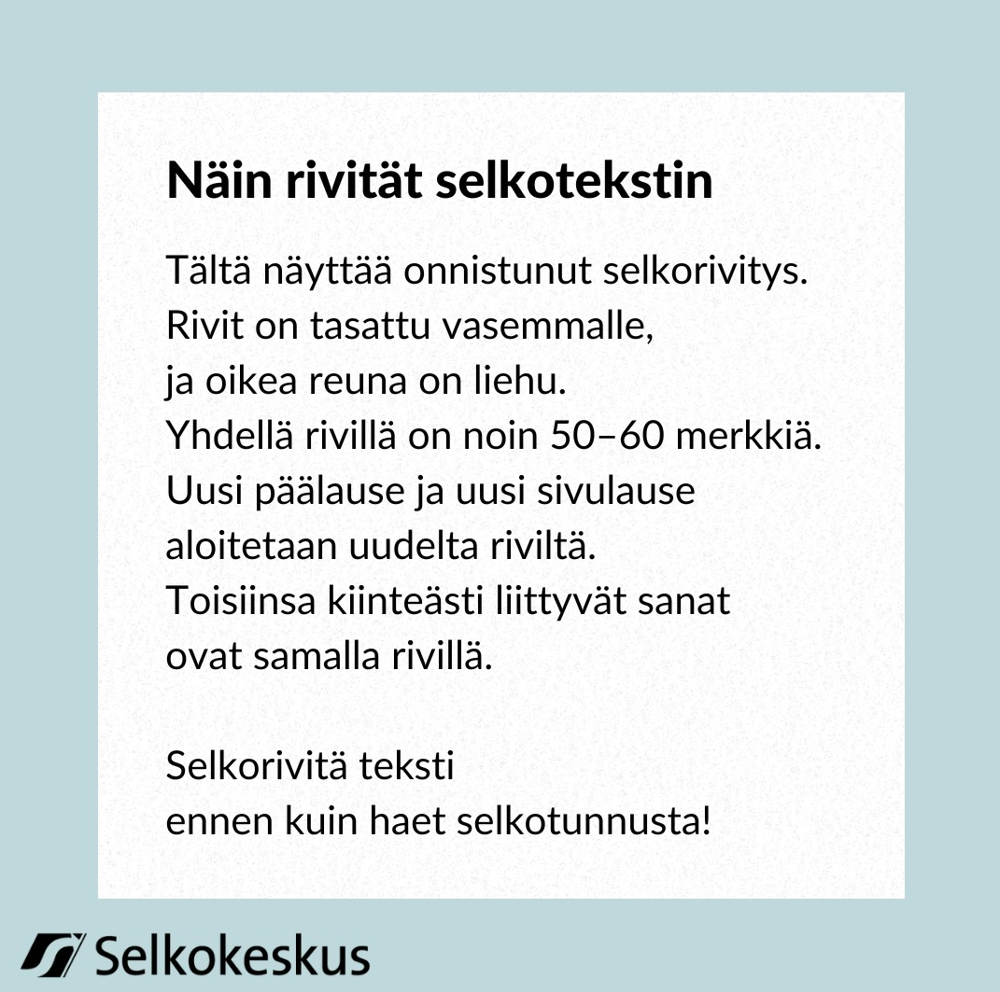 Näin rivität selkotekstin
Tältä näyttää onnistunut selkorivitys.
Rivit on tasattu vasemmalle,
ja oikea reuna on liehu.
Yhdellä rivillä on noin 50–60 merkkiä.
Uusi päälause ja uusi sivulause
aloitetaan uudelta riviltä.
Toisiinsa kiinteästi liittyvät sanat
ovat samalla rivillä.
Selkorivitä teksti
ennen kuin haet selkotunnusta!
Selkokeskus